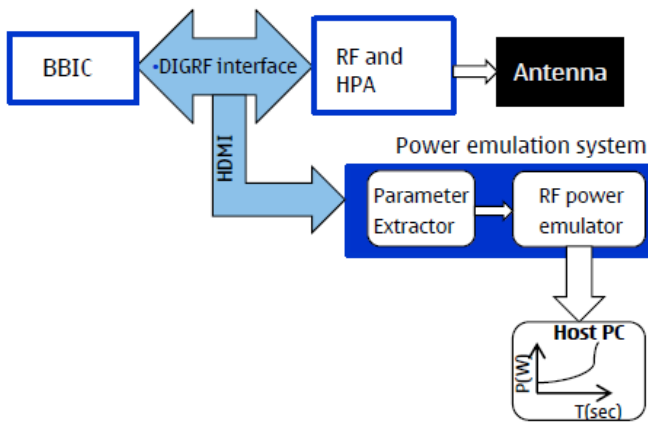 BBIC
•DIGRF interface
RF and
HPA
Antenna
HDMI
Power emulation system
Parameter
Extractor
RF power
emulator
Host PC
P(W)
T(sec)